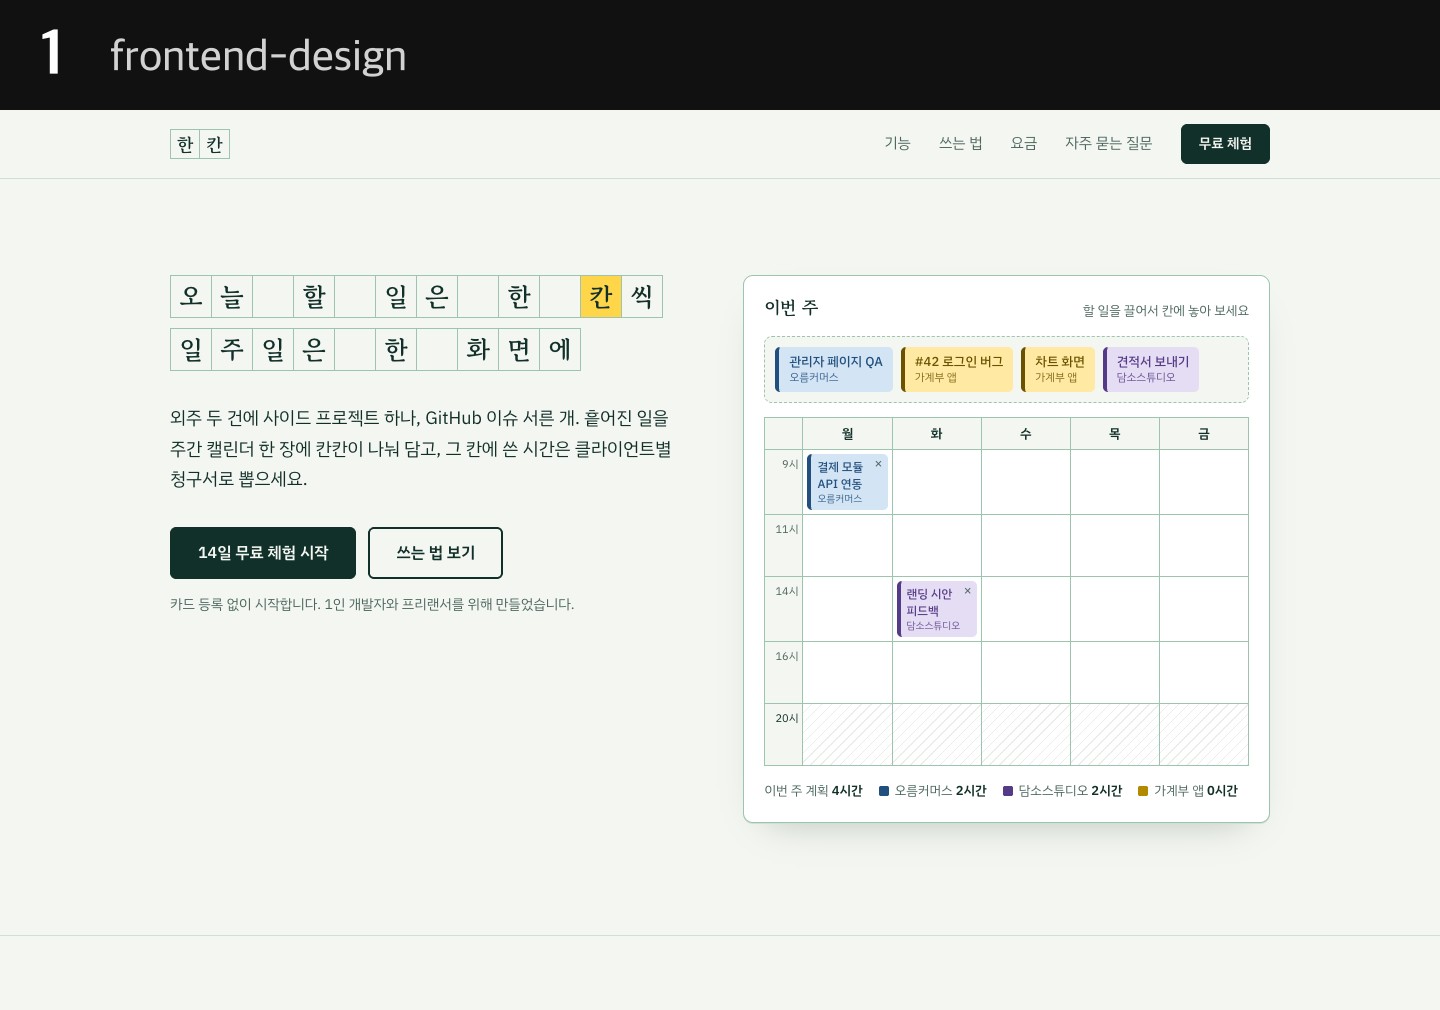 1 frontend-design
한 칸
기능 쓰는 법 요금 자주 묻는 질문 무료 체험
오늘 할 일은 한 칸씩
일주일은 한 화면에
외주 두 건에 사이드 프로젝트 하나, GitHub 이슈 서른 개. 흩어진 일을
주간 캘린더 한 장에 칸칸이 나눠 담고, 그 칸에 쓴 시간은 클라이언트별
청구서로 뽑으세요.
14일 무료 체험 시작 쓰는 법 보기
카드 등록 없이 시작합니다. 1인 개발자와 프리랜서를 위해 만들었습니다.
이번 주 할 일을 끌어서 칸에 놓아 보세요
관리자 페이지 QA
오름커머스
#42 로그인 버그
가계부 앱
차트 화면
가계부 앱
견적서 보내기
담소스튜디오
월 화 수 목 금
9시
결제 모듈 ×
API 연동
오름커머스
11시
14시
랜딩 시안 ×
피드백
담소스튜디오
16시
20시
이번 주 계획 4시간 오름커머스 2시간 담소스튜디오 2시간 가계부 앱 0시간